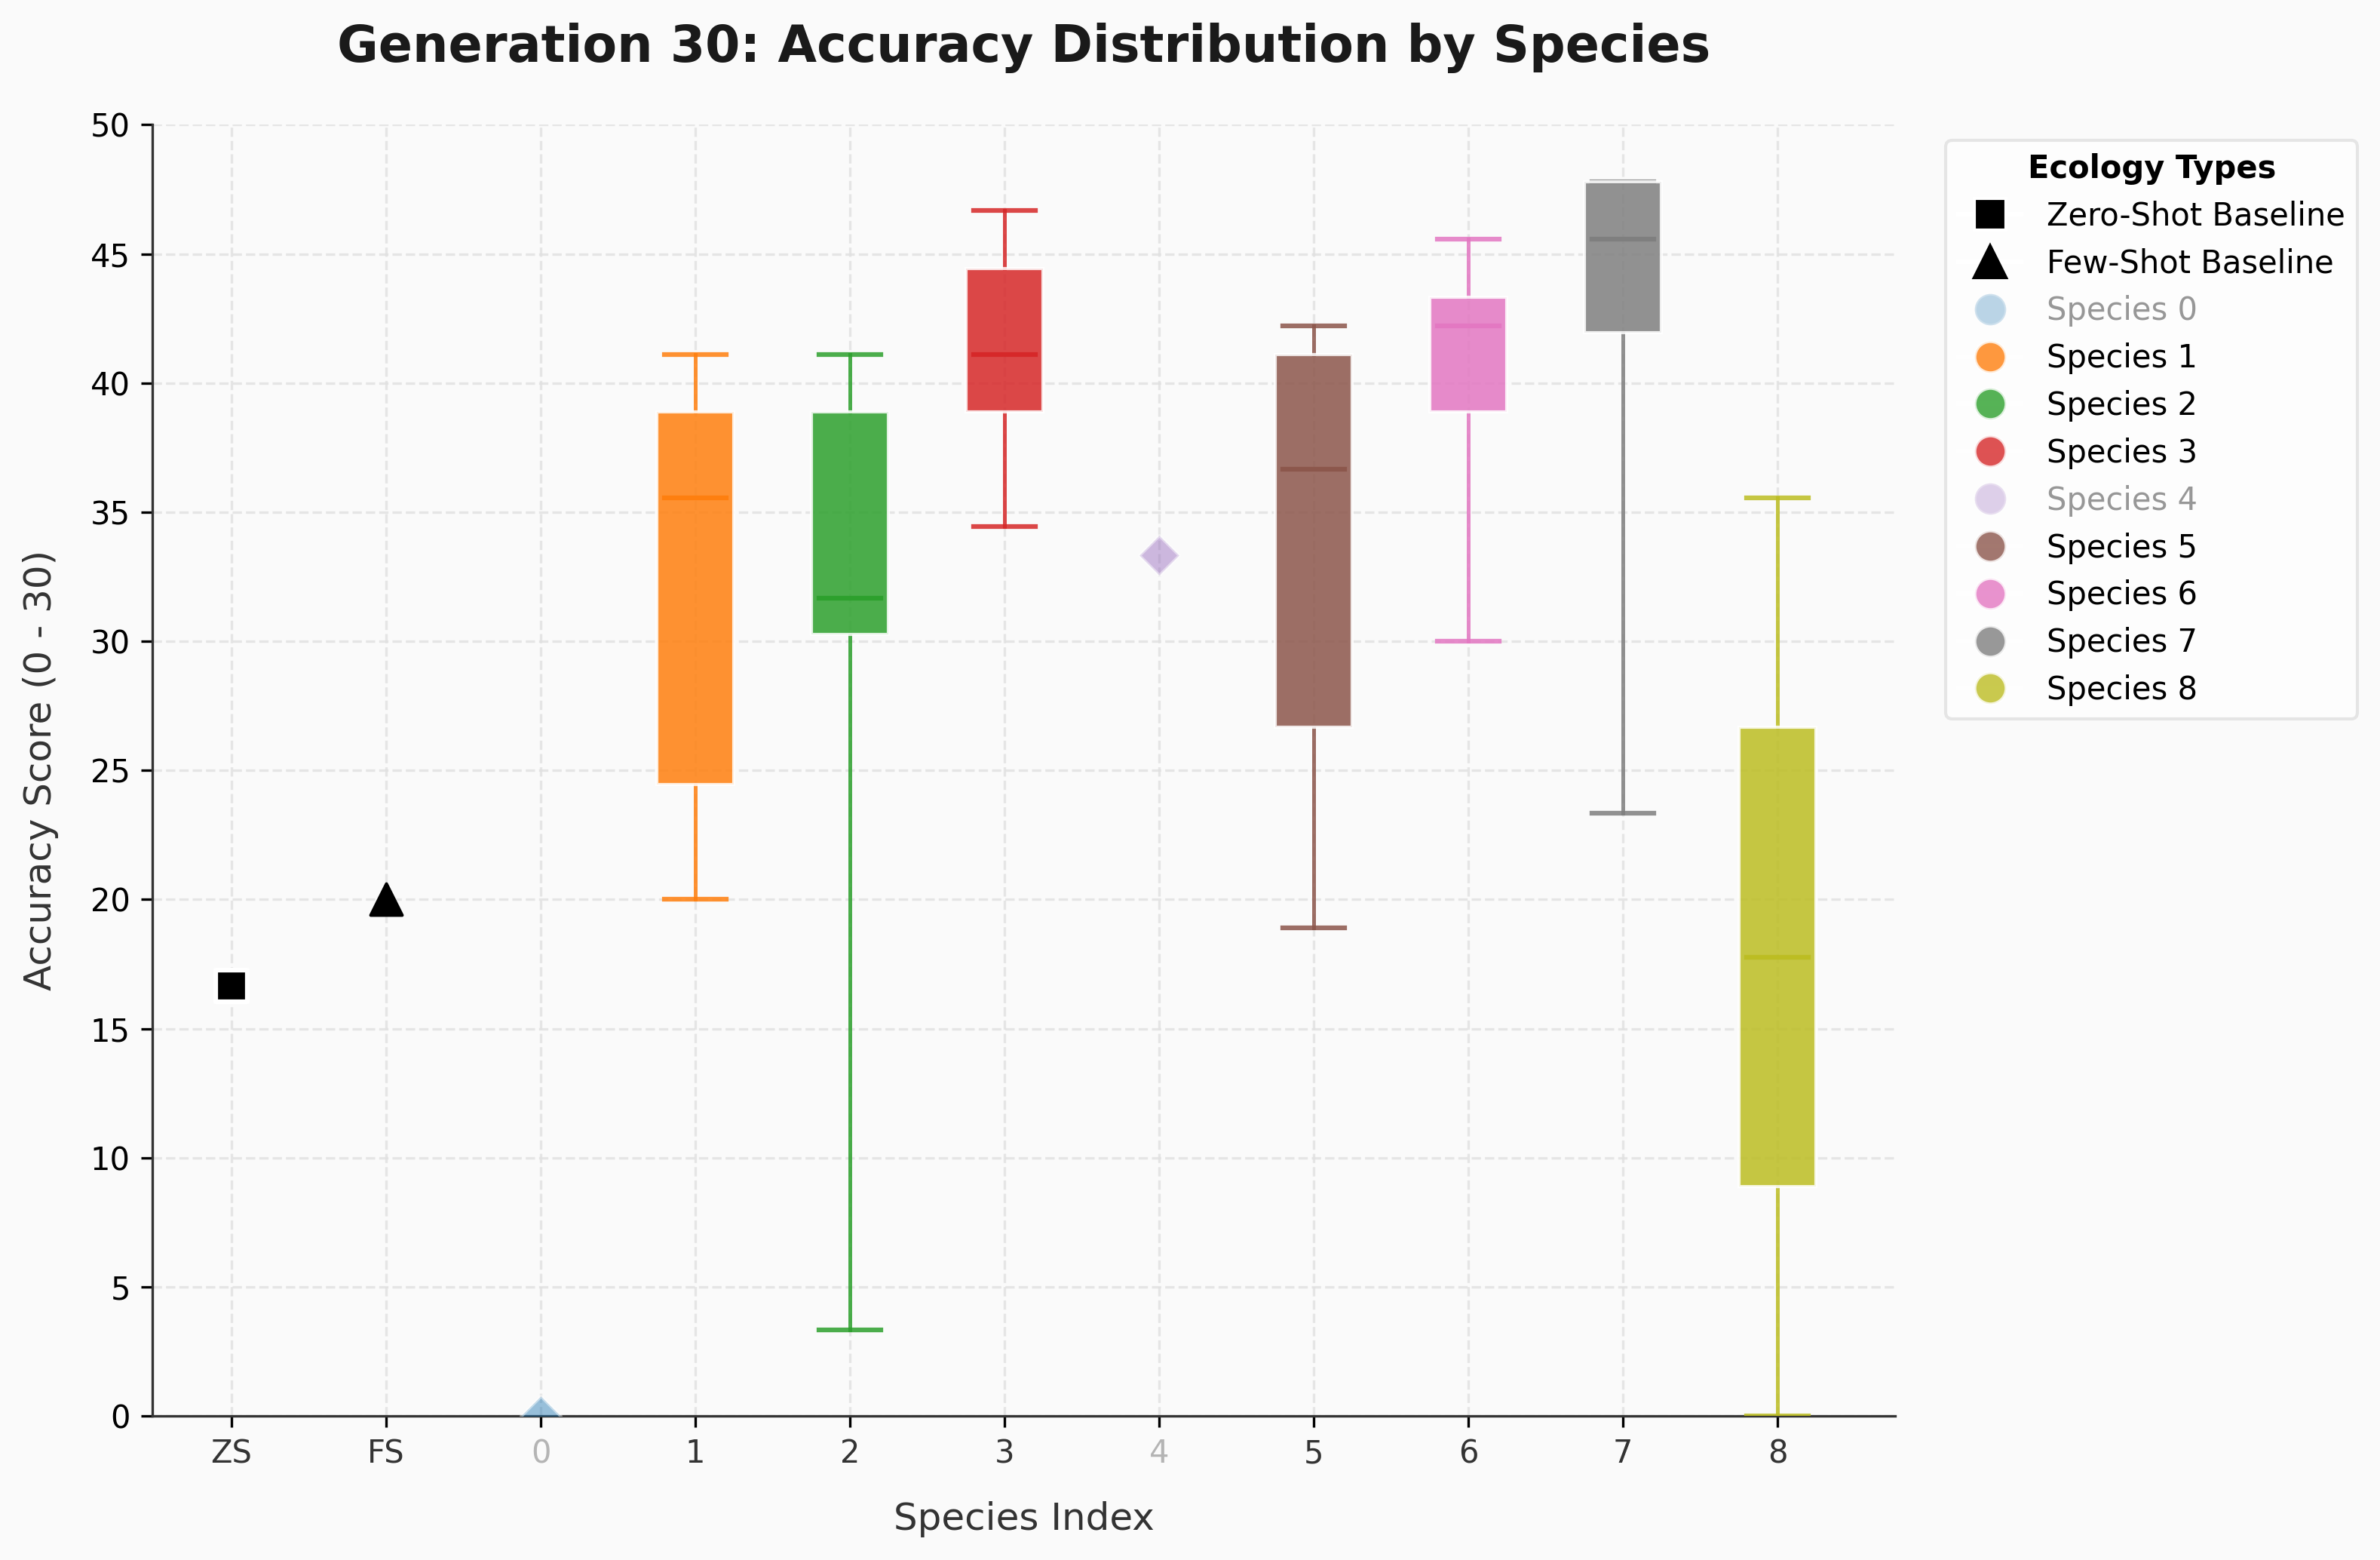 Generation 30: Accuracy Distribution by Species
Accuracy Score (0 - 30)
50
45
40
35
30
25
20
15
10
5
0
ZS FS 0 1 2 3 4 5 6 7 8
Species Index
Ecology Types
Zero-Shot Baseline
Few-Shot Baseline
Species 0
Species 1
Species 2
Species 3
Species 4
Species 5
Species 6
Species 7
Species 8